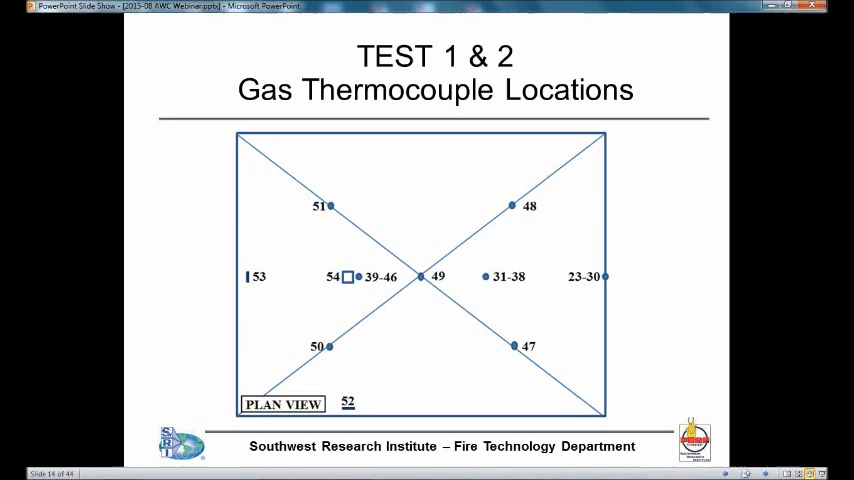 PowerPoint Slide Show - [2015-08 AWC Webinar.pptx] - Microsoft PowerPoint
TEST 1 & 2
Gas Thermocouple Locations
51
48
53
54
39-46
49
31-38
23-30
50
47
PLAN VIEW
52
Southwest Research Institute – Fire Technology Department
Slide 14 of 44